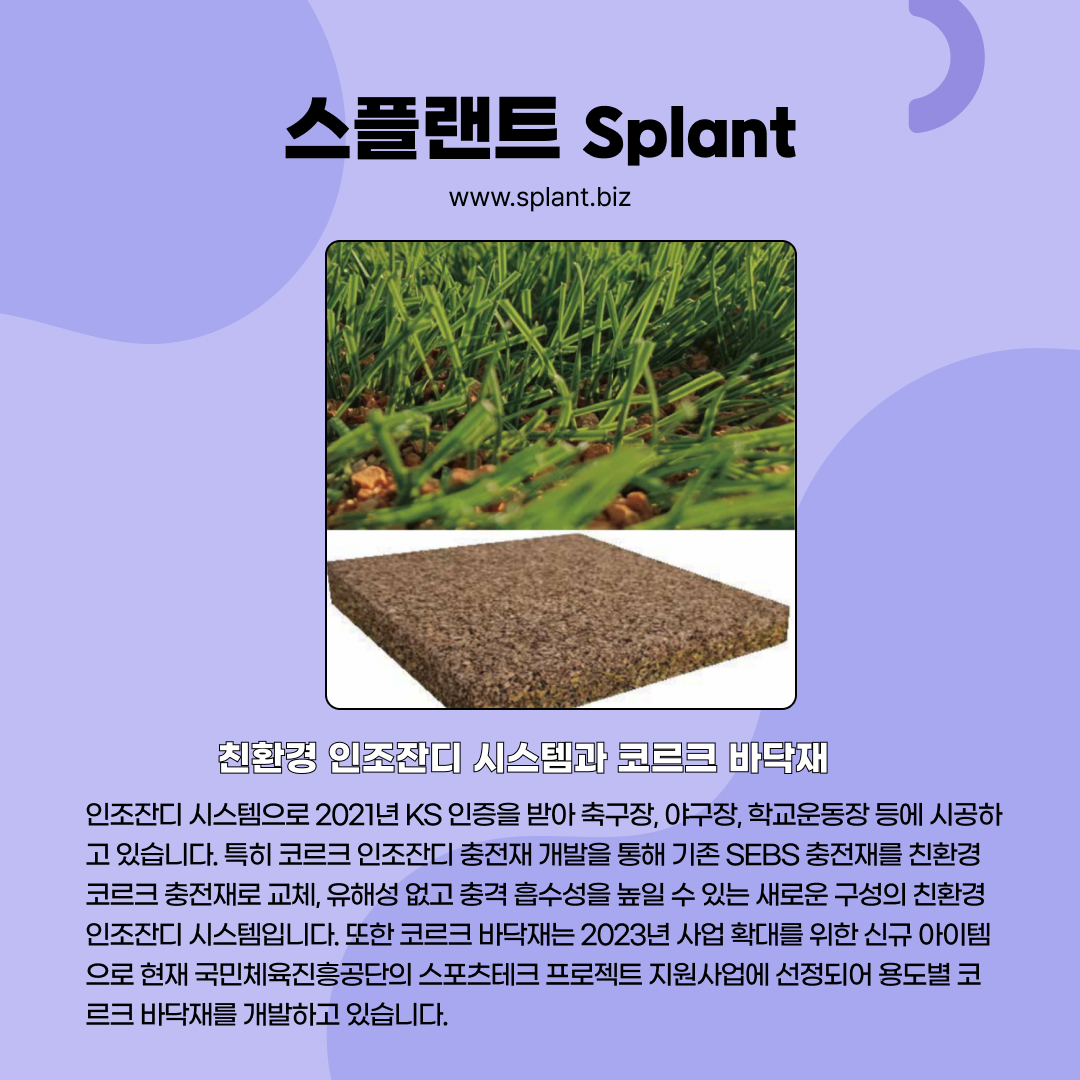 스플랜트 Splant
www.splant.biz
친환경 인조잔디 시스템과 코르크 바닥재
인조잔디 시스템으로 2021년 KS 인증을 받아 축구장, 야구장, 학교운동장 등에 시공하
고 있습니다. 특히 코르크 인조잔디 충전재 개발을 통해 기존 SEBS 충전재를 친환경
코르크 충전재로 교체, 유해성 없고 충격 흡수성을 높일 수 있는 새로운 구성의 친환경
인조잔디 시스템입니다. 또한 코르크 바닥재는 2023년 사업 확대를 위한 신규 아이템
으로 현재 국민체육진흥공단의 스포츠테크 프로젝트 지원사업에 선정되어 용도별 코
르크 바닥재를 개발하고 있습니다.